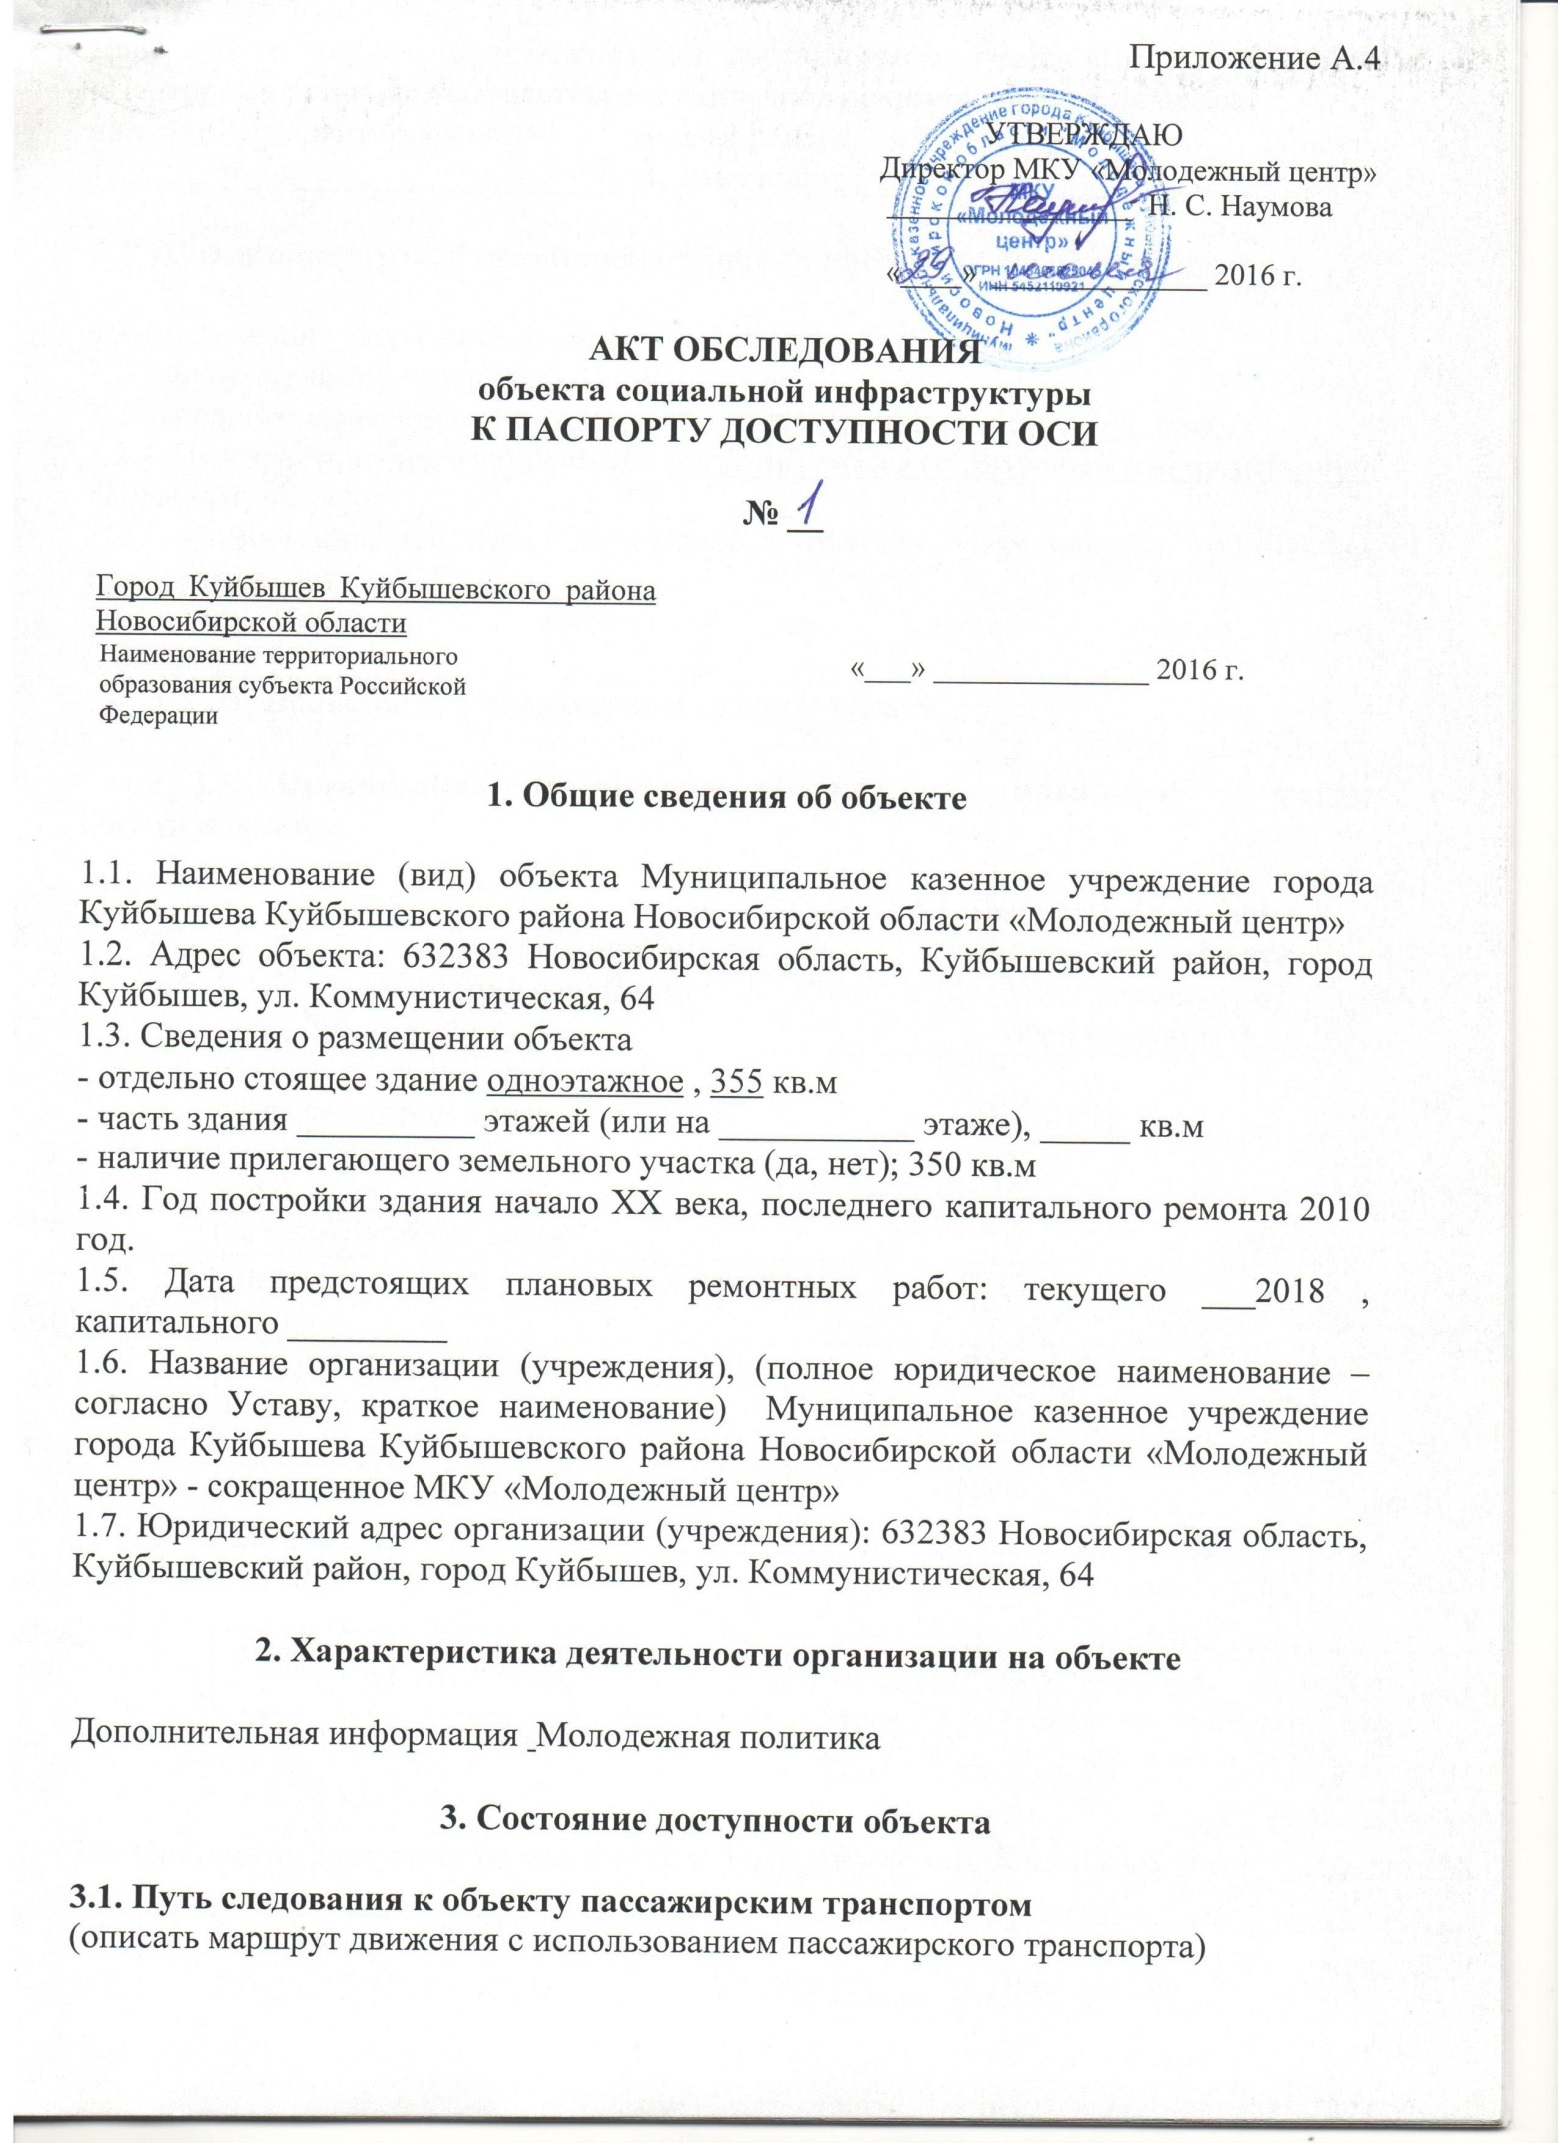 Приложение А.4
УТВЕРЖДАЮ
Директор МКУ «Молодежный центр»
Н. С. Наумова
«29» 2016 г.
МКУ
«Молодежный
центр»
АКТ ОБСЛЕДОВАНИЯ
объекта социальной инфраструктуры
К ПАСПОРТУ ДОСТУПНОСТИ ОСИ
№ 1
Город Куйбышев Куйбышевского района
Новосибирской области
Наименование территориального
образования субъекта Российской
Федерации
«___» ______________ 2016 г.
1. Общие сведения об объекте
1.1. Наименование (вид) объекта Муниципальное казенное учреждение города
Куйбышева Куйбышевского района Новосибирской области «Молодежный центр»
1.2. Адрес объекта: 632383 Новосибирская область, Куйбышевский район, город
Куйбышев, ул. Коммунистическая, 64
1.3. Сведения о размещении объекта
- отдельно стоящее здание одноэтажное , 355 кв.м
- часть здания __________ этажей (или на ___________ этаже), _____ кв.м
- наличие прилегающего земельного участка (да, нет); 350 кв.м
1.4. Год постройки здания начало XX века, последнего капитального ремонта 2010
год.
1.5. Дата предстоящих плановых ремонтных работ: текущего ___2018 ,
капитального _________
1.6. Название организации (учреждения), (полное юридическое наименование –
согласно Уставу, краткое наименование) Муниципальное казенное учреждение
города Куйбышева Куйбышевского района Новосибирской области «Молодежный
центр» - сокращенное МКУ «Молодежный центр»
1.7. Юридический адрес организации (учреждения): 632383 Новосибирская область,
Куйбышевский район, город Куйбышев, ул. Коммунистическая, 64
2. Характеристика деятельности организации на объекте
Дополнительная информация _Молодежная политика
3. Состояние доступности объекта
3.1. Путь следования к объекту пассажирским транспортом
(описать маршрут движения с использованием пассажирского транспорта)